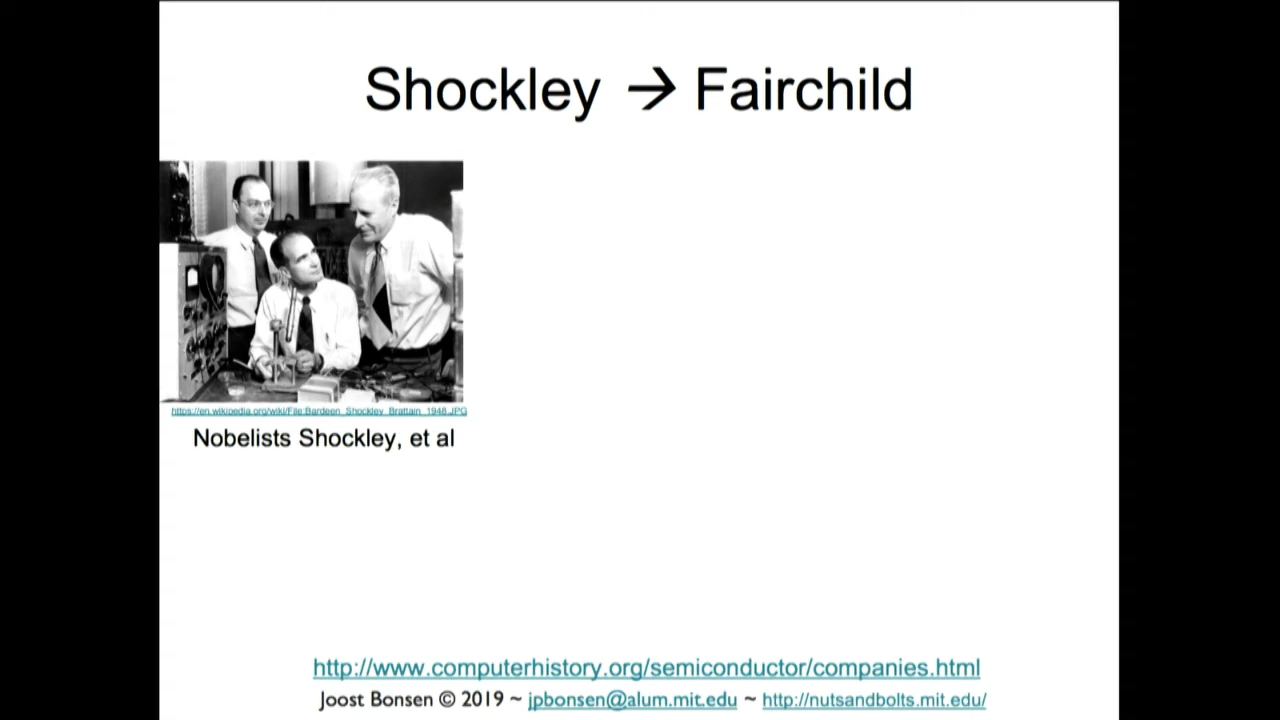 Shockley → Fairchild
https://en.wikipedia.org/wiki/File:Bardeen_Shockley_Brattain_1948.JPG
Nobelists Shockley, et al
http://www.computerhistory.org/semiconductor/companies.html
Joost Bonsen © 2019 ~ jpbonsen@alum.mit.edu ~ http://nutsandbolts.mit.edu/